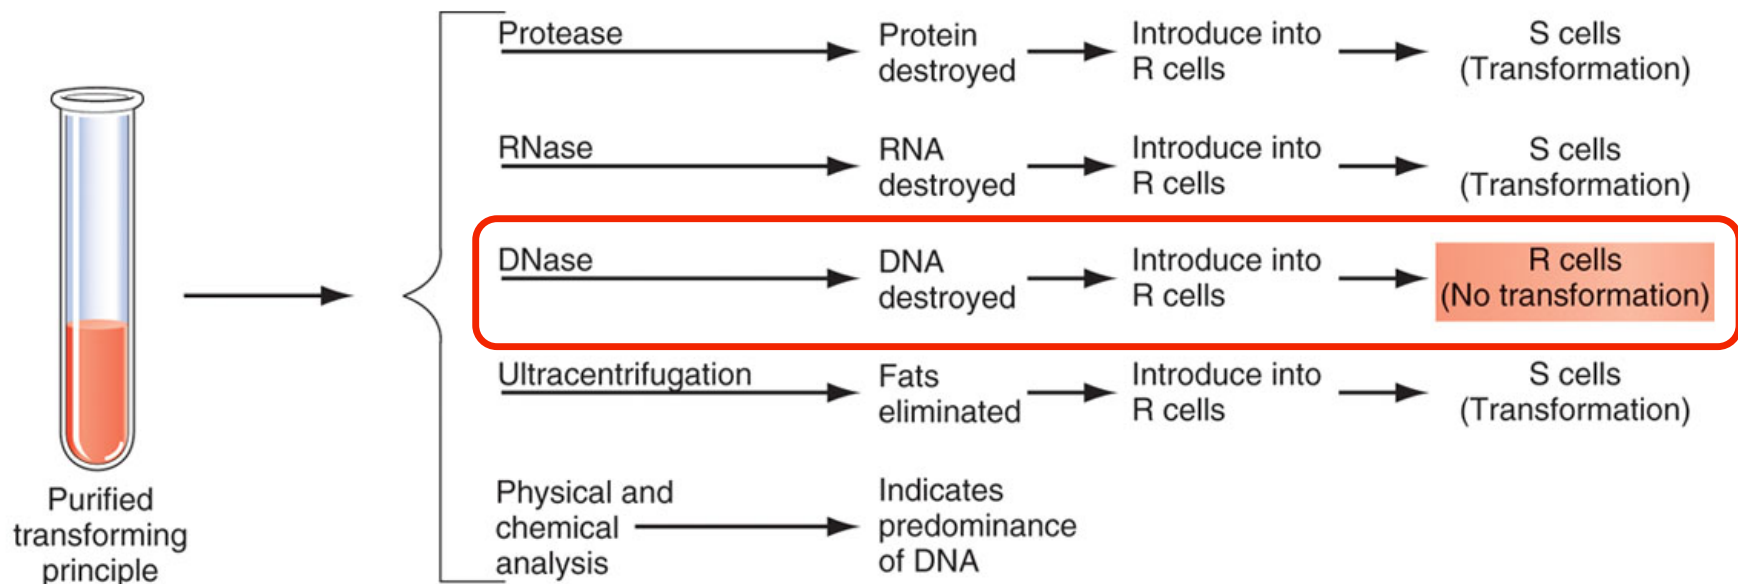 Protease
Protein
destroyed
Introduce into
R cells
S cells
(Transformation)
RNase
RNA
destroyed
Introduce into
R cells
S cells
(Transformation)
DNase
DNA
destroyed
Introduce into
R cells
R cells
(No transformation)
Ultracentrifugation
Fats
eliminated
Introduce into
R cells
S cells
(Transformation)
Physical and
chemical
analysis
Indicates
predominance
of DNA
Purified
transforming
principle